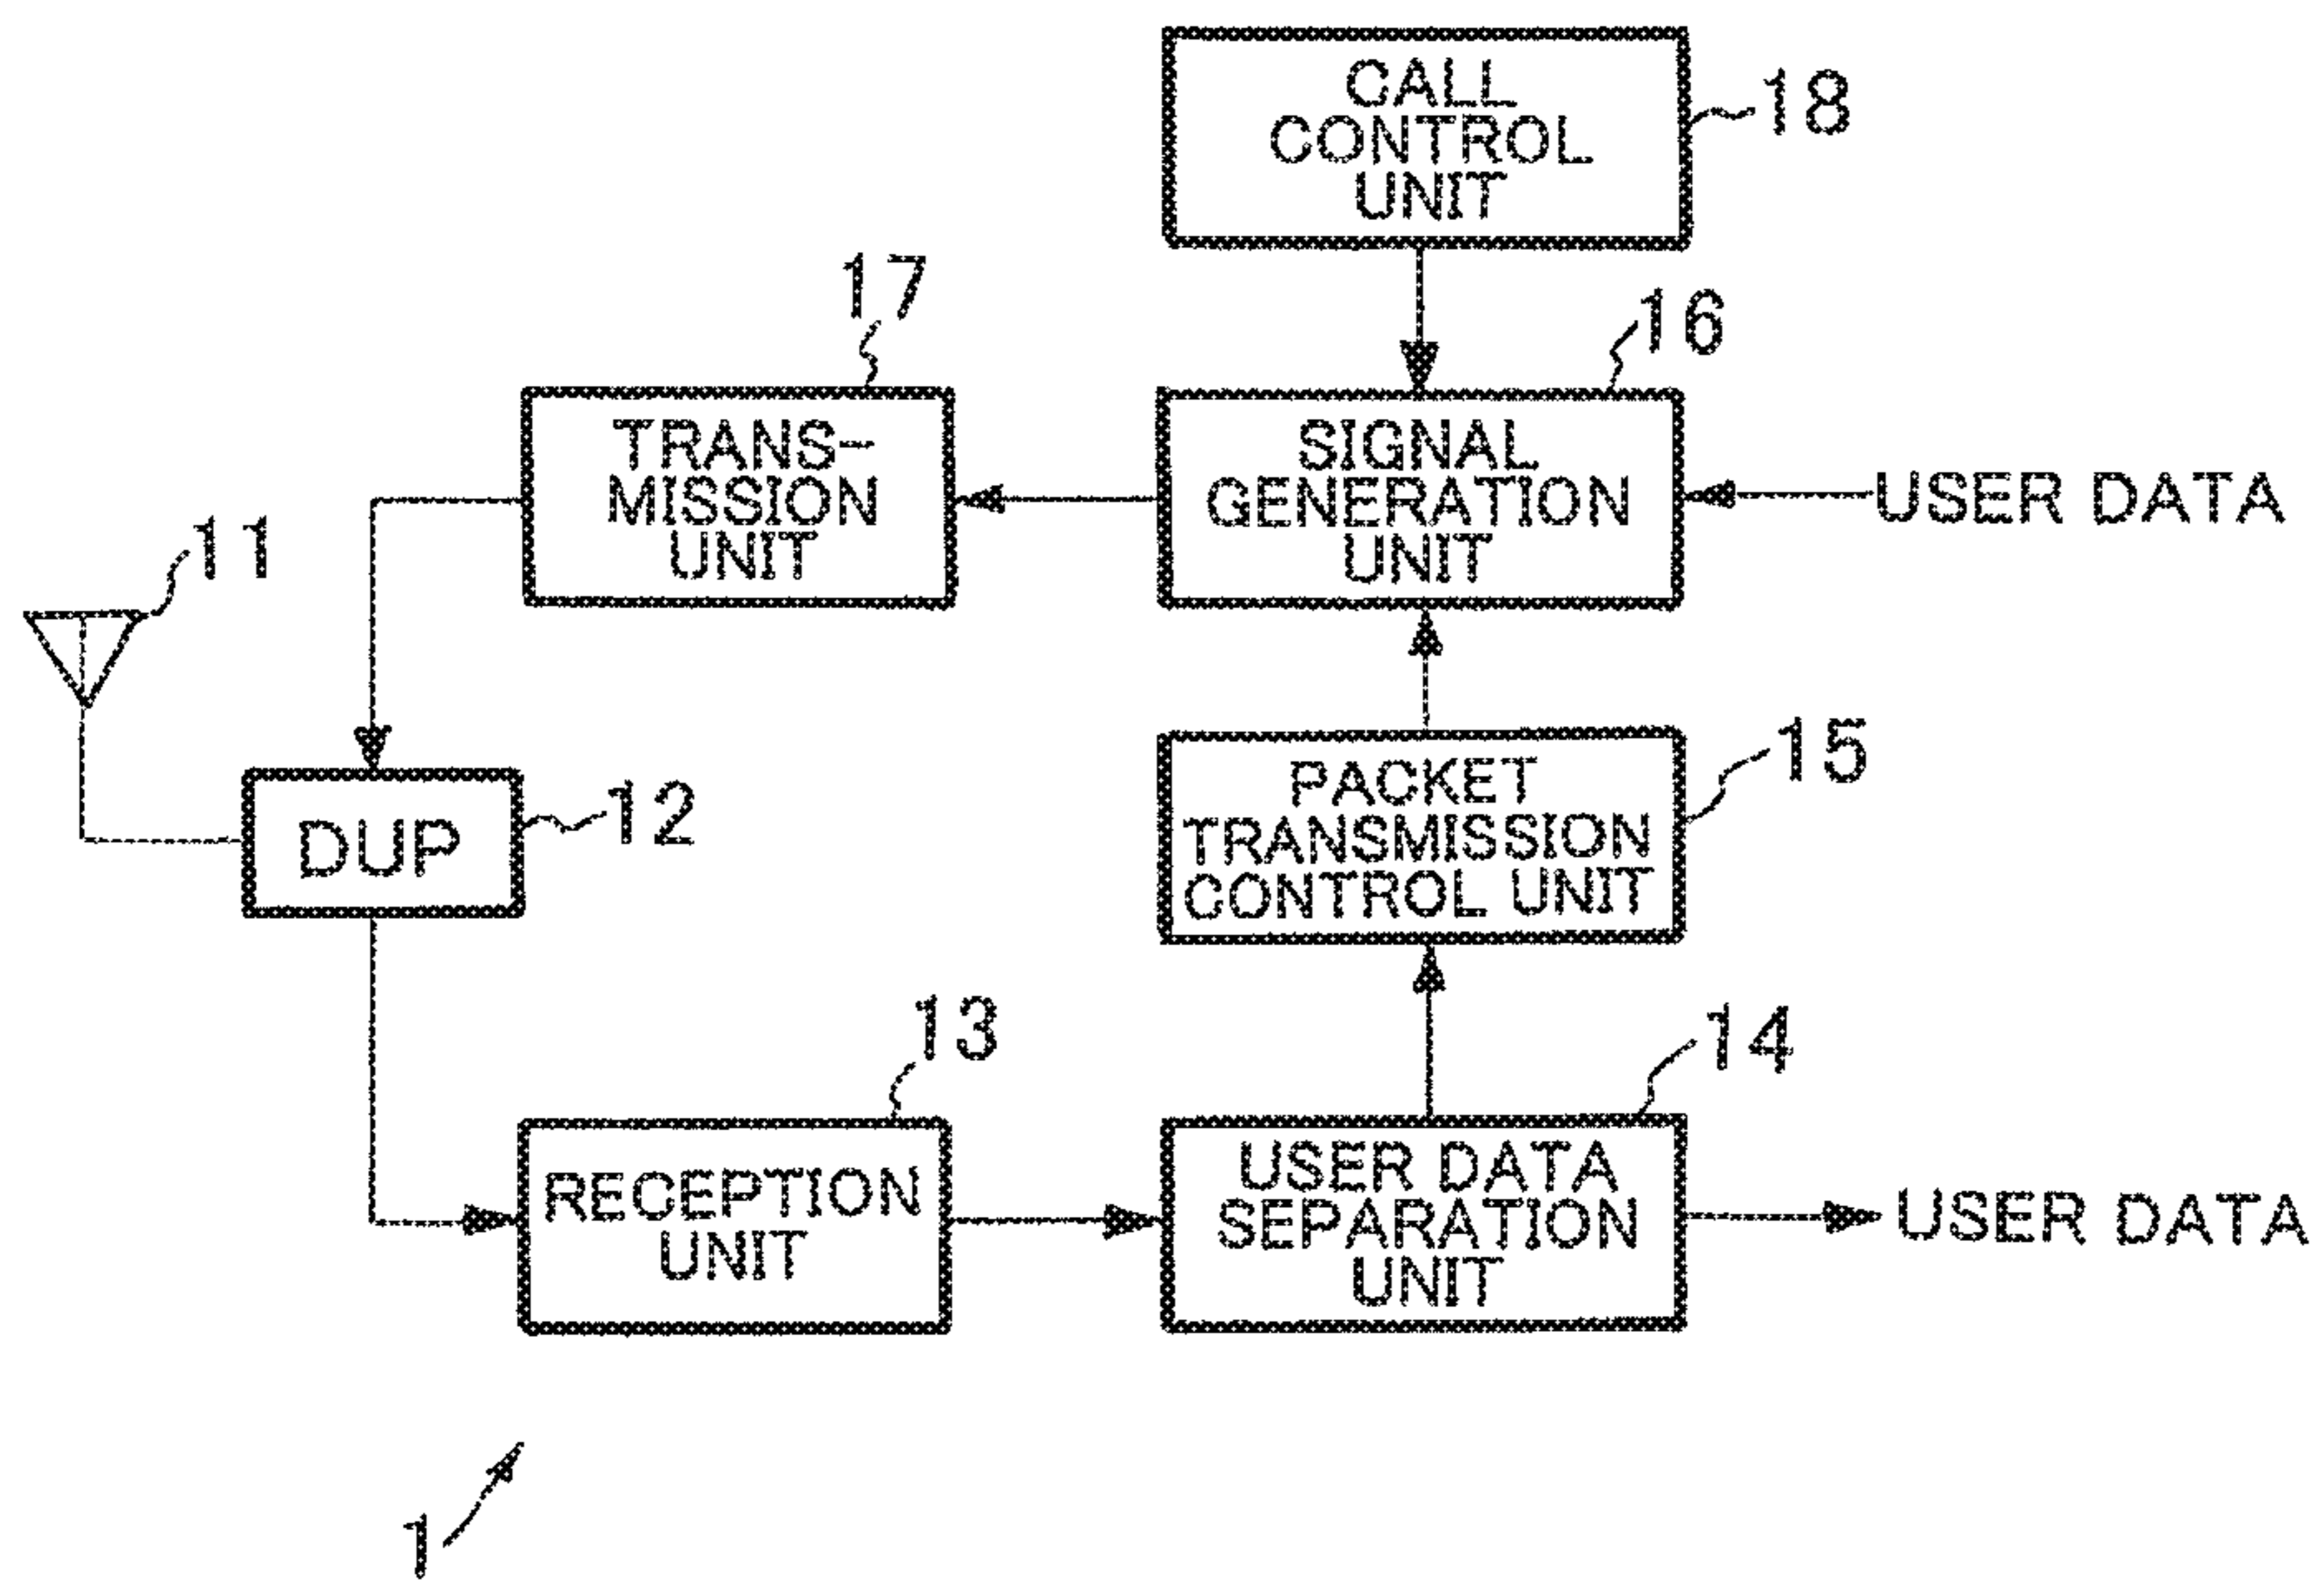 CALL
CONTROL
UNIT
18
17
16
TRANS-
MISSION
UNIT
SIGNAL
GENERATION
UNIT
USER DATA
11
DUP
12
PACKET
TRANSMISSION
CONTROL UNIT
15
13
14
RECEPTION
UNIT
USER DATA
SEPARATION
UNIT
USER DATA
1